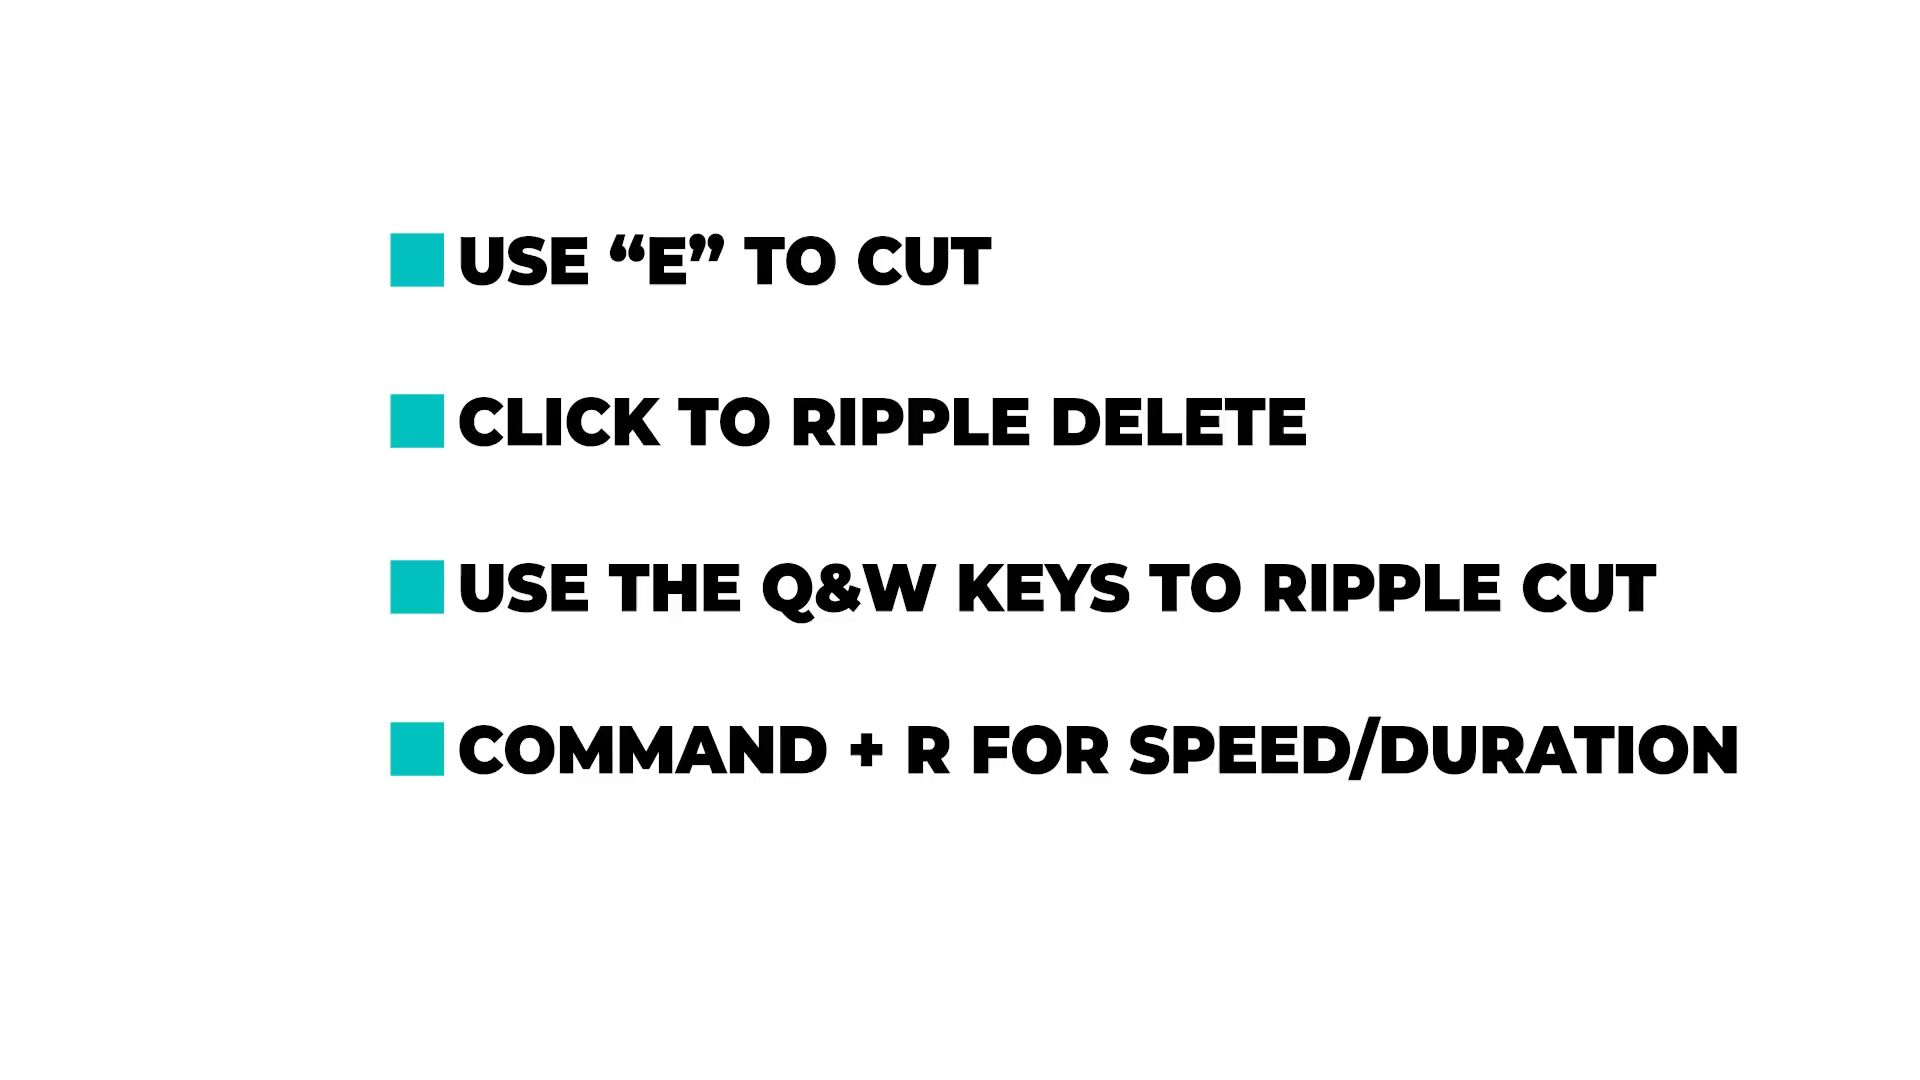 USE “E” TO CUT
CLICK TO RIPPLE DELETE
USE THE Q&W KEYS TO RIPPLE CUT
COMMAND + R FOR SPEED/DURATION